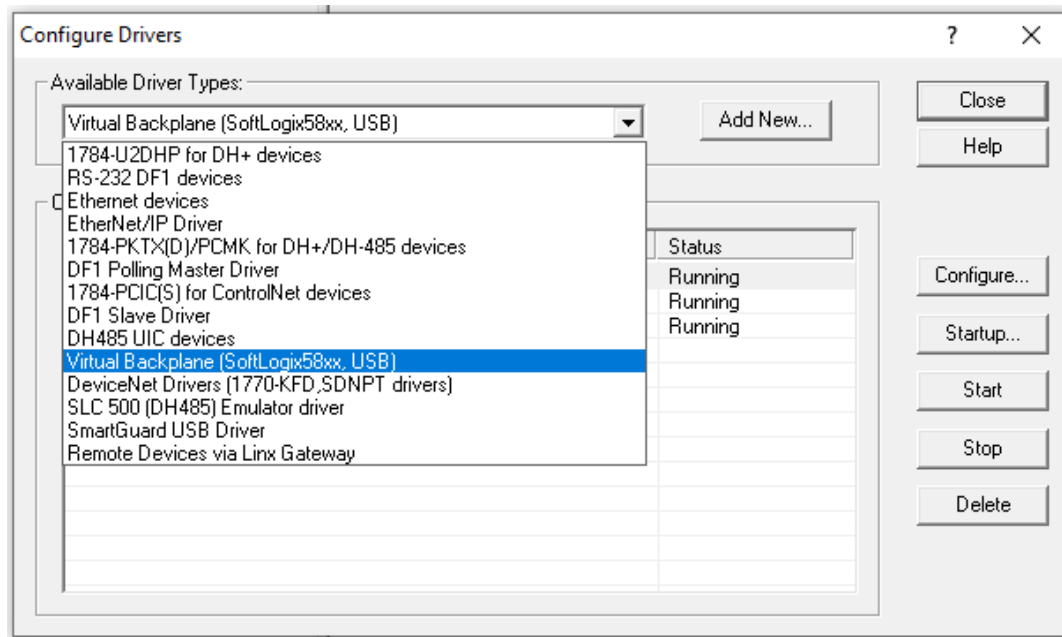 Configure Drivers
?
Available Driver Types:
Virtual Backplane (SoftLogix58xx, USB)
Add New...
Close
Help
1784-U2DHP for DH+ devices
RS-232 DF1 devices
Ethernet devices
EtherNet/IP Driver
1784-PKTX(D)/PCMK for DH+/DH-485 devices
DF1 Polling Master Driver
1784-PCIC(S) for ControlNet devices
DF1 Slave Driver
DH485 UIC devices
Virtual Backplane (SoftLogix58xx, USB)
DeviceNet Drivers (1770-KFD,SDNPT drivers)
SLC 500 (DH485) Emulator driver
SmartGuard USB Driver
Remote Devices via Linx Gateway
Status
Running
Running
Running
Configure...
Startup...
Start
Stop
Delete